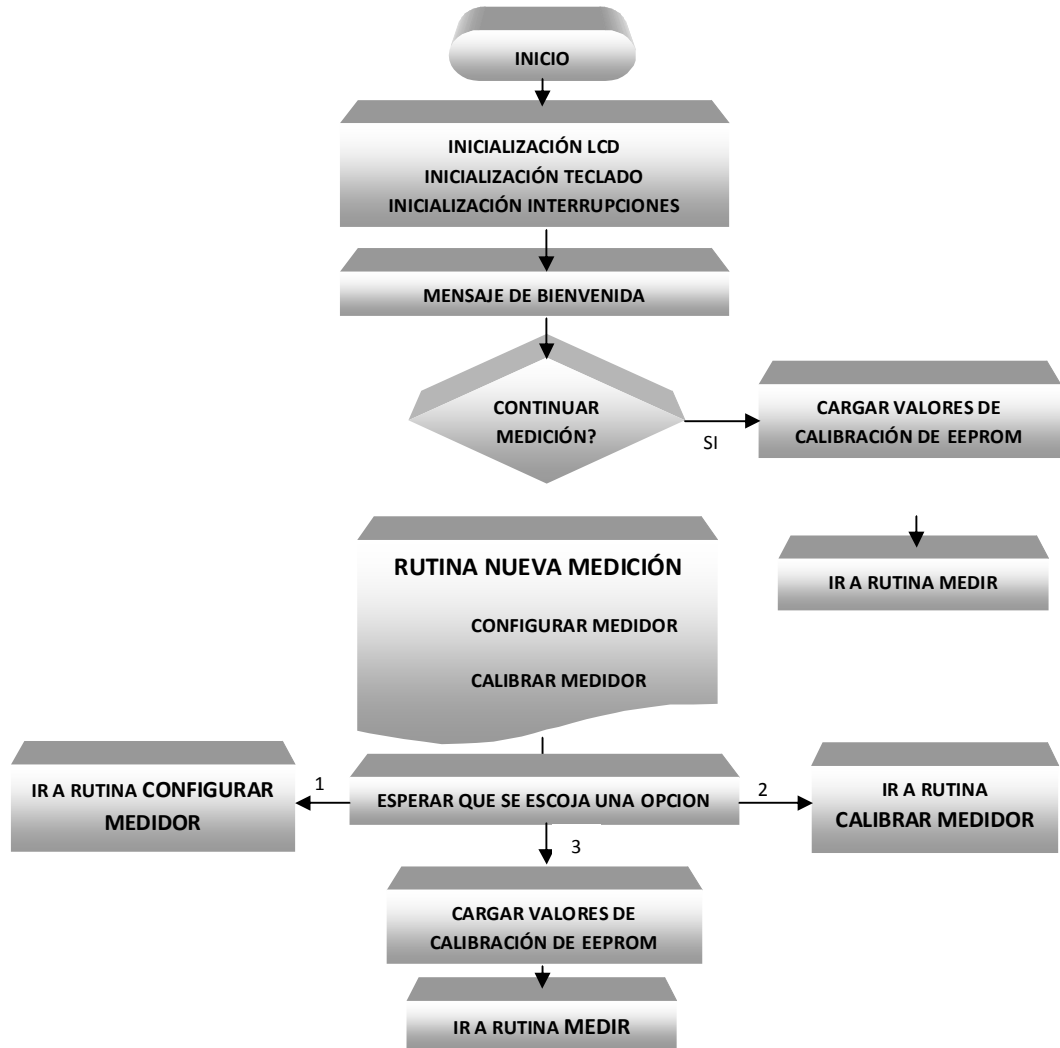 INICIO
INICIALIZACIÓN LCD
INICIALIZACIÓN TECLADO
INICIALIZACIÓN INTERRUPCIONES
MENSAJE DE BIENVENIDA
CONTINUAR
MEDICIÓN?
SI
CARGAR VALORES DE
CALIBRACIÓN DE EEPROM
IR A RUTINA MEDIR
RUTINA NUEVA MEDICIÓN
CONFIGURAR MEDIDOR
CALIBRAR MEDIDOR
IR A RUTINA CONFIGURAR
MEDIDOR
1
ESPERAR QUE SE ESCOJA UNA OPCION
2
IR A RUTINA
CALIBRAR MEDIDOR
3
CARGAR VALORES DE
CALIBRACIÓN DE EEPROM
IR A RUTINA MEDIR